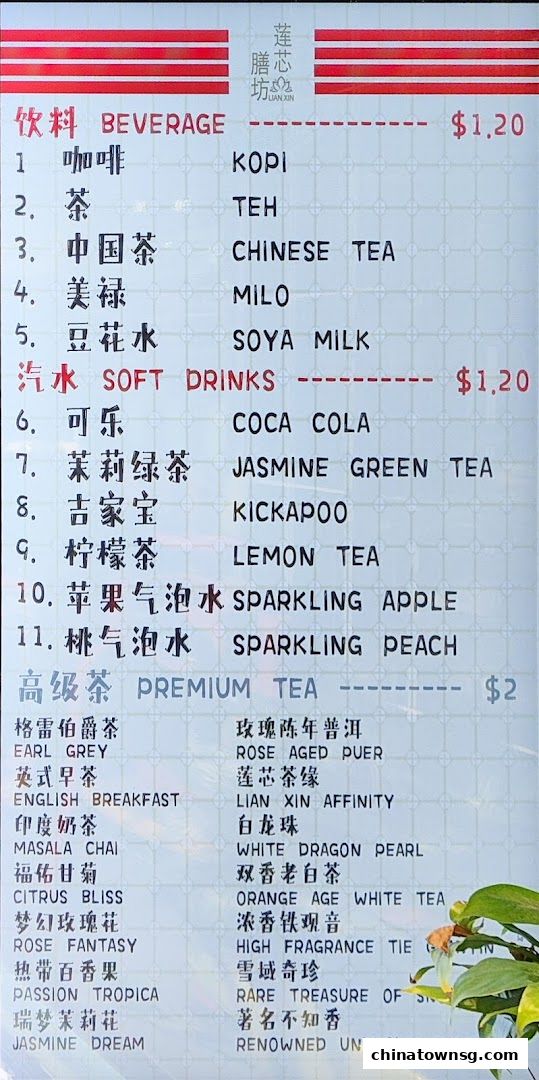 莲芯
膳坊
LIAN XIN
饮料 BEVERAGE ------------- $1.20
1 咖啡 KOPI
2. 茶 TEH
3. 中国茶 CHINESE TEA
4. 美禄 MILO
5. 豆花水 SOYA MILK
汽水 SOFT DRINKS ---------- $1.20
6. 可乐 COCA COLA
7. 茉莉绿茶 JASMINE GREEN TEA
8. 吉家宝 KICKAPOO
9. 柠檬茶 LEMON TEA
10. 苹果气泡水 SPARKLING APPLE
11. 桃气泡水 SPARKLING PEACH
高级茶 PREMIUM TEA --------- $2
格雷伯爵茶
EARL GREY
英式早茶
ENGLISH BREAKFAST
印度奶茶
MASALA CHAI
福佑甘菊
CITRUS BLISS
梦幻玫瑰花
ROSE FANTASY
热带百香果
PASSION TROPICA
瑞梦茉莉花
JASMINE DREAM
玫瑰陈年普洱
ROSE AGED PUER
莲芯茶缘
LIAN XIN AFFINITY
白龙珠
WHITE DRAGON PEARL
双香老白茶
ORANGE AGE WHITE TEA
浓香铁观音
HIGH FRAGRANCE TIE
雪域奇珍
RARE TREASURE OF
著名不知香
RENOWNED
chinatownsg.com